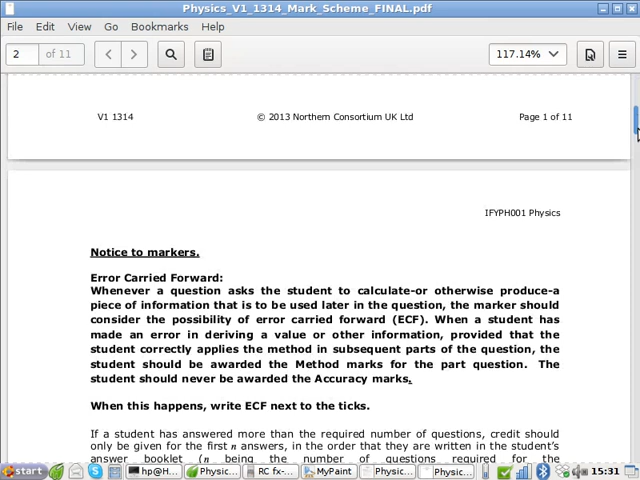 Physics_V1_1314_Mark_Scheme_FINAL.pdf
File Edit View Go Bookmarks Help
2 of 11 117.14%
V1 1314 © 2013 Northern Consortium UK Ltd Page 1 of 11
IFYPH001 Physics
Notice to markers.
Error Carried Forward:
Whenever a question asks the student to calculate-or otherwise produce-a
piece of information that is to be used later in the question, the marker should
consider the possibility of error carried forward (ECF). When a student has
made an error in deriving a value or other information, provided that the
student correctly applies the method in subsequent parts of the question, the
student should be awarded the Method marks for the part question. The
student should never be awarded the Accuracy marks.
When this happens, write ECF next to the ticks.
If a student has answered more than the required number of questions, credit should
only be given for the first n answers, in the order that they are written in the student’s
answer booklet (n being the number of questions required for the
start hp@H... Physic... RC fx-... MyPaint Physic... Physic... 15:31